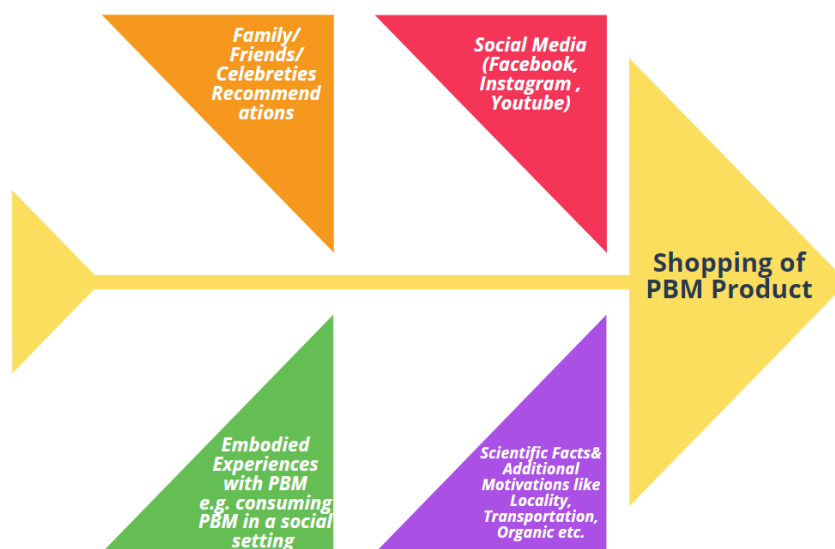 Family/
Friends/
Celebreties
Recommend
ations
Social Media
(Facebook,
Instagram ,
Youtube)
Shopping of
PBM Product
Embodied
Experiences
with PBM
e.g. consuming
PBM in a social
setting
Scientific Facts&
Additional
Motivations like
Locality,
Transportation,
Organic etc.